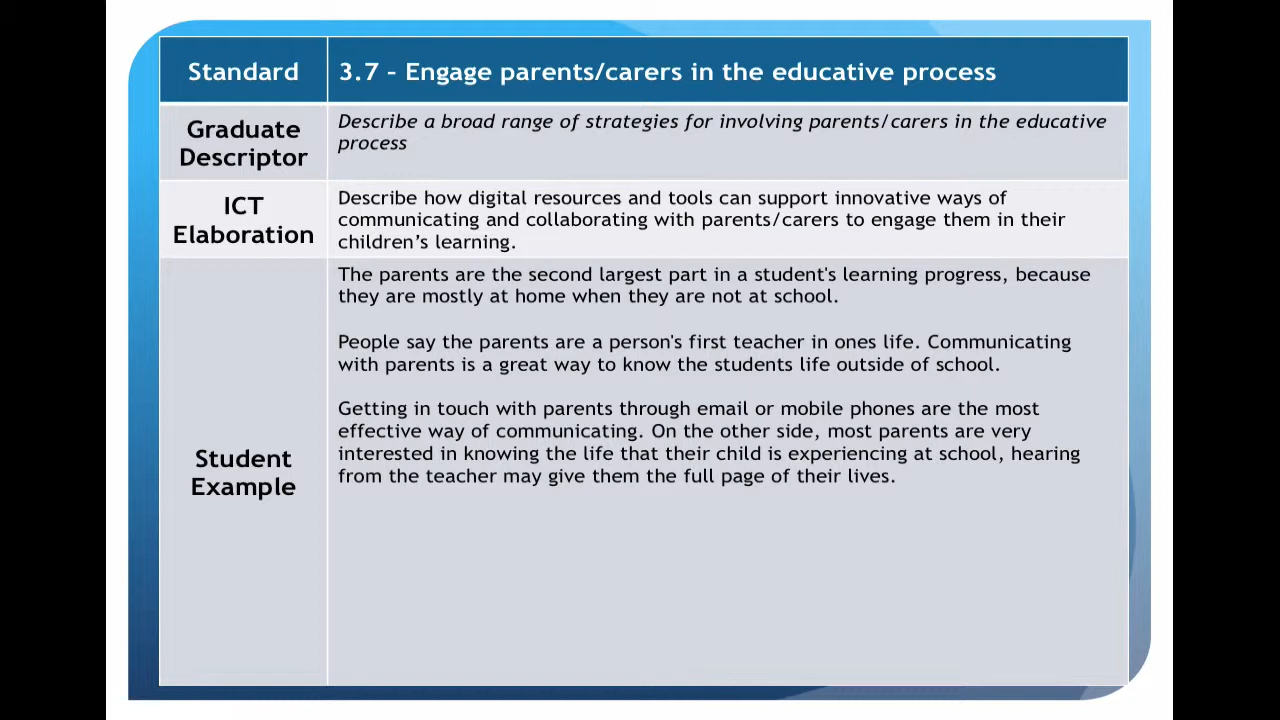 Standard
3.7 – Engage parents/carers in the educative process
Graduate
Descriptor
Describe a broad range of strategies for involving parents/carers in the educative
process
ICT
Elaboration
Describe how digital resources and tools can support innovative ways of
communicating and collaborating with parents/carers to engage them in their
children’s learning.
Student
Example
The parents are the second largest part in a student's learning progress, because
they are mostly at home when they are not at school.
People say the parents are a person's first teacher in ones life. Communicating
with parents is a great way to know the students life outside of school.
Getting in touch with parents through email or mobile phones are the most
effective way of communicating. On the other side, most parents are very
interested in knowing the life that their child is experiencing at school, hearing
from the teacher may give them the full page of their lives.